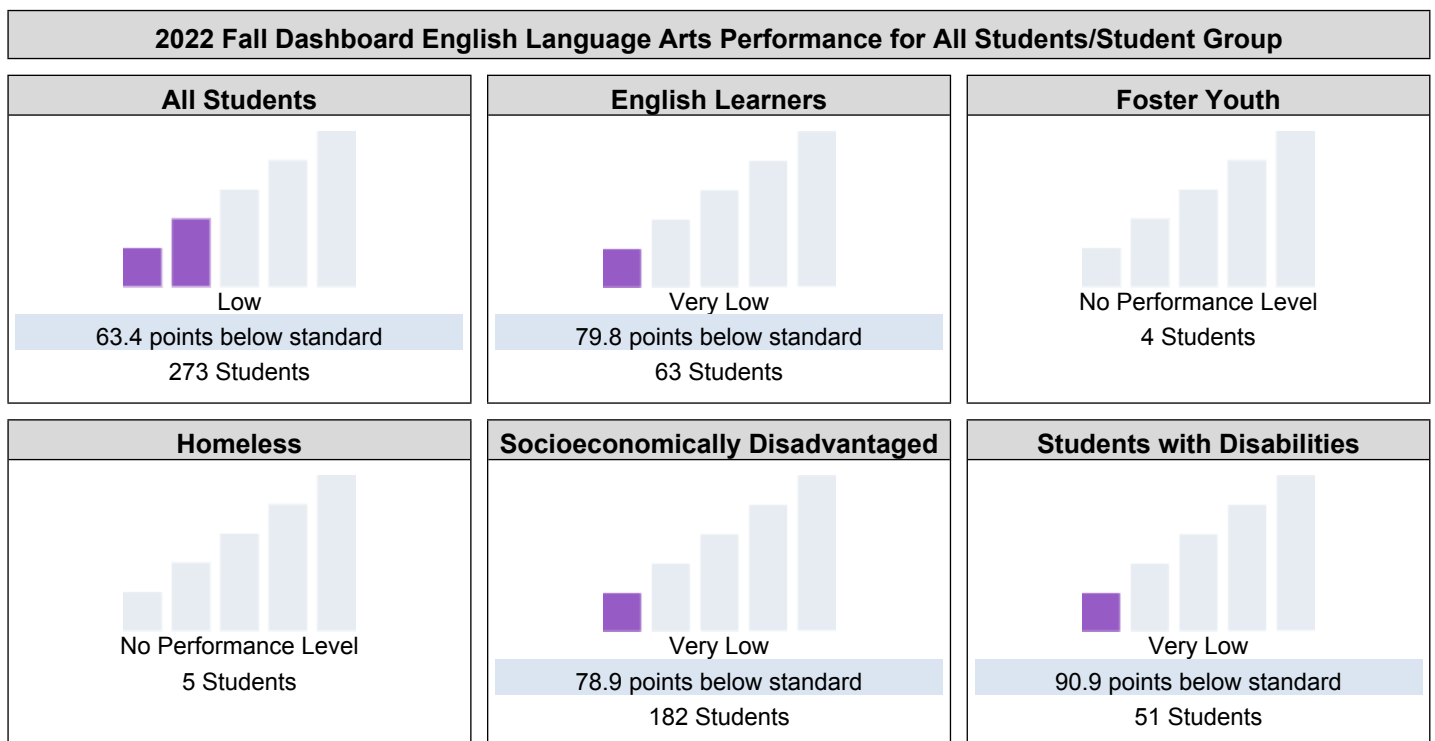 2022 Fall Dashboard English Language Arts Performance for All Students/Student Group
All Students
Low
63.4 points below standard
273 Students
English Learners
Very Low
79.8 points below standard
63 Students
Foster Youth
No Performance Level
4 Students
Homeless
No Performance Level
5 Students
Socioeconomically Disadvantaged
Very Low
78.9 points below standard
182 Students
Students with Disabilities
Very Low
90.9 points below standard
51 Students